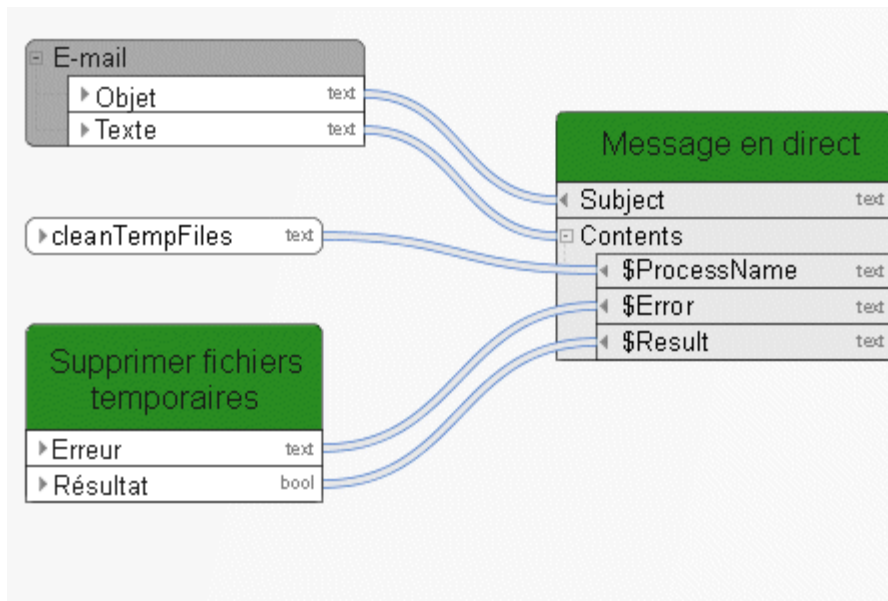 E-mail
Objet text
Texte text
cleanTempFiles text
Supprimer fichiers
temporaires
Erreur text
Résultat bool
Message en direct
Subject text
Contents
$ProcessName text
$Error text
$Result text